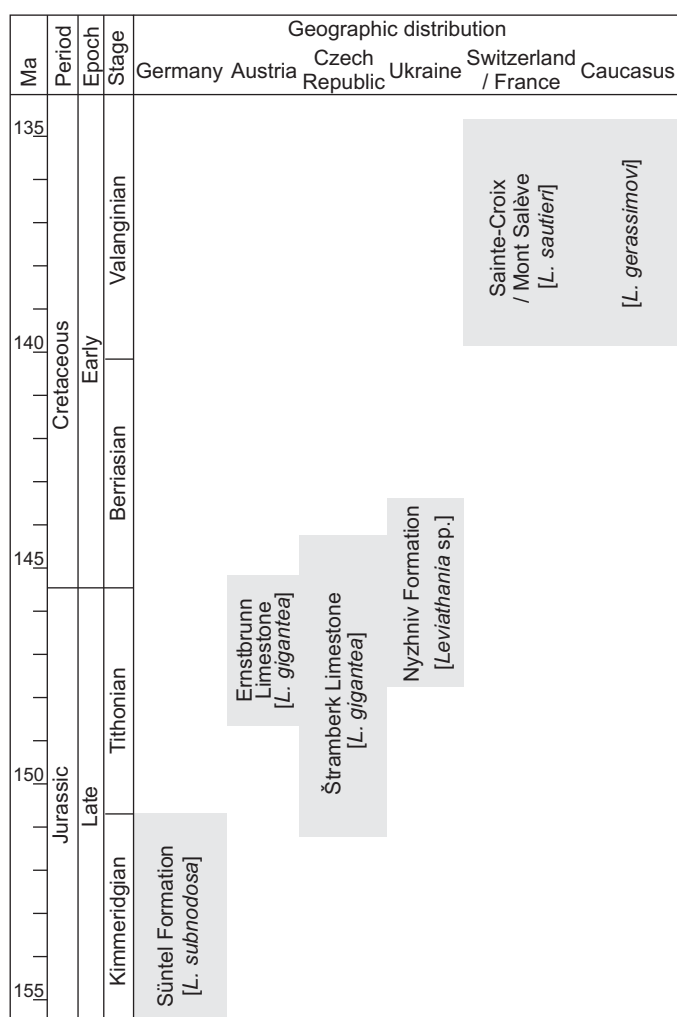 Geographic distribution
Ma
Period
Epoch
Stage
Germany
Austria
Czech
Republic
Ukraine
Switzerland
/ France
Caucasus
135
140
145
150
155
Cretaceous
Jurassic
Early
Late
Valanginian
Berriasian
Tithonian
Kimmeridgian
Süntel Formation
[L. subnodosa]
Ernstbrunn
Limestone
[L. gigantea]
Štramberk Limestone
[L. gigantea]
Nyzhniv Formation
[Leviathania sp.]
Sainte-Croix
/ Mont Salève
[L. sautieri]
[L. gerassimovi]